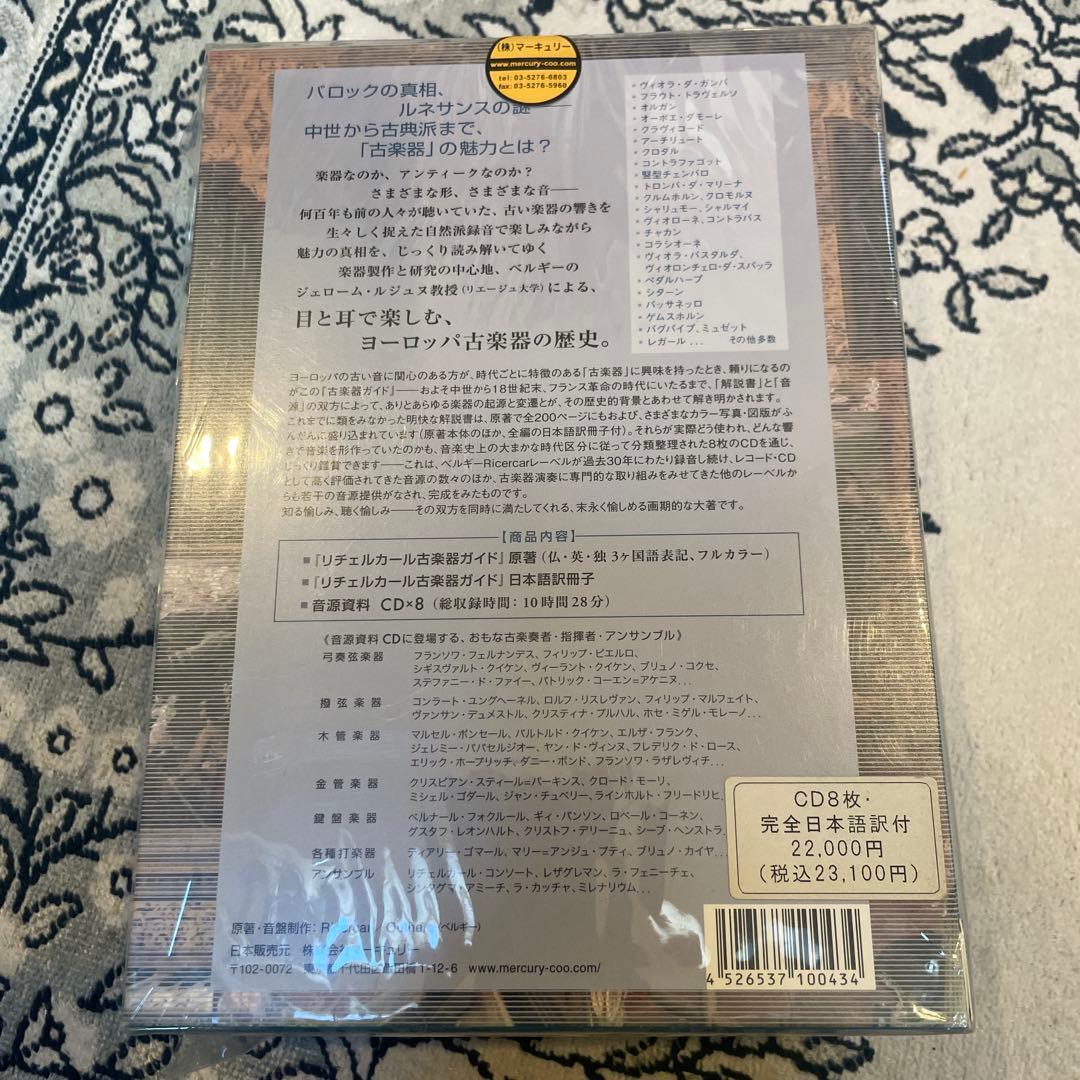 (株)マーキュリー
www.mercury-coo.com
tel: 03-5276-6803
fax: 03-5276-5960
バロックの真相、
ルネサンスの謎――
中世から古典派まで、
「古楽器」の魅力とは?
楽器なのか、アンティークなのか?
さまざまな形、さまざまな音――
何百年も前の人々が聴いていた、古い楽器の響きを
生々しく捉えた自然派録音で楽しみながら
魅力の真相を、じっくり読み解いてゆく
楽器製作と研究の中心地、ベルギーの
ジェローム・ルジュヌ教授(リエージュ大学)による、
目と耳で楽しむ、
ヨーロッパ古楽器の歴史。
* ヴィオラ・ダ・ガンバ
* フラウト・トラヴェルソ
* オルガン
* オーボエ・ダモーレ
* クラヴィコード
* アーチリュート
* クロタル
* コントラファゴット
* 竪型チェンバロ
* トロンバ・ダ・マリーナ
* クルムホルン、クロモルヌ
* シャリュモー、シャルマイ
* ヴィオローネ、コントラバス
* チャカン
* コラシオーネ
* ヴィオラ・バスタルダ、
ヴィオロンチェロ・ダ・スパッラ
* ペダルハープ
* シターン
* バッサネッロ
* ゲムスホルン
* バグパイプ、ミュゼット
* レガール... その他多数
ヨーロッパの古い音に関心のある方が、時代ごとに特徴のある「古楽器」に興味を持ったとき、頼りになるの
がこの「古楽器ガイド」――およそ中世から18世紀末、フランス革命の時代にいたるまで、「解説書」と「音
源」の双方によって、ありとあらゆる楽器の起源と変遷とが、その歴史的背景とあわせて解き明かされます。
これまでに類をみなかった明快な解説書は、原著で全200ページにもおよび、さまざまなカラー写真・図版がふ
んだんに盛り込まれています(原著本体のほか、全編の日本語訳冊子付)。それらが実際どう使われ、どんな響
きで音楽を形作っていたのかも、音楽史上の大まかな時代区分に従って分類整理された8枚のCDを通じ、
じっくり鑑賞できます――これは、ベルギーRicercarレーベルが過去30年にわたり録音し続け、レコード・CD
として高く評価されてきた音源の数々のほか、古楽器演奏に専門的な取り組みをみせてきた他のレーベルか
らも若干の音源提供がなされ、完成をみたものです。
知る愉しみ、聴く愉しみ――その双方を同時に満たしてくれる、末永く愉しめる画期的な大著です。
【商品内容】
■『リチェルカール古楽器ガイド』原著(仏・英・独 3ヶ国語表記、フルカラー)
■『リチェルカール古楽器ガイド』日本語訳冊子
■ 音源資料 CD×8 (総収録時間: 10時間28分)
《音源資料CDに登場する、おもな古楽奏者・指揮者・アンサンブル》
弓奏弦楽器 フランソワ・フェルナンデス、フィリップ・ピエルロ、
シギスヴァルト・クイケン、ヴィーラント・クイケン、ブリュノ・コクセ、
ステファニー・ド・ファイー、パトリック・コーエン=アケニヌ...
撥弦楽器 コンラート・ユングヘーネル、ロルフ・リスレヴァン、フィリップ・マルフェイト、
ヴァンサン・デュメストル、クリスティナ・プルハル、ホセ・ミゲル・モレーノ...
木管楽器 マルセル・ポンセール、バルトルド・クイケン、エルザ・フランク、
ジェレミー・パパセルジオー、ヤン・ド・ヴィンヌ、フレデリク・ド・ロース、
エリック・ホープリッチ、ダニー・ボンド、フランソワ・ラザレヴィチ...
金管楽器 クリスピアン・スティール=パーキンス、クロード・モーリ、
ミシェル・ゴダール、ジャン・チュベリー、ラインホルト・フリードリヒ...
鍵盤楽器 ベルナール・フォクルール、ギィ・パンソン、ロベール・コーネン、
グスタフ・レオンハルト、クリストフ・デリーニュ、シーブ・ヘンストラ...
各種打楽器 ティアリー・ゴマール、マリー=アンジュ・プティ、ブリュノ・カイヤ...
アンサンブル リチェルカール・コンソート、レザグレマン、ラ・フェニーチェ、
シンタグマ・アミーチ、ラ・カッチャ、ミレナリウム...
CD8枚・
完全日本語訳付
22,000円
(税込23,100円)
原著・音盤制作: (ベルギー)
日本販売元 株式会社マーキュリー
〒102-0072 東京都千代田区飯田橋1-12-6 www.mercury-coo.com/
4 526537 100434